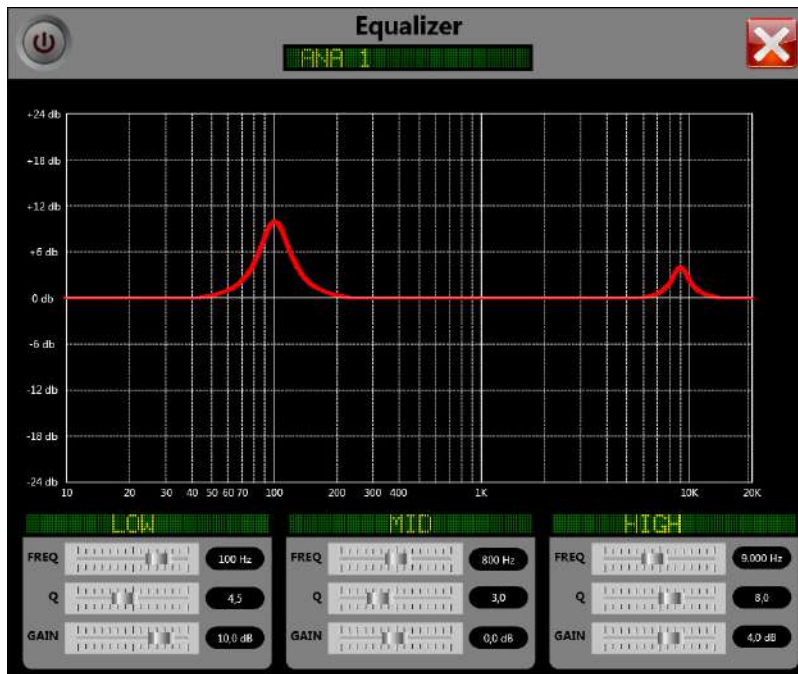 Equalizer
ANA 1
+24 db
+18 db
+12 db
+6 db
0 db
-6 db
-12 db
-18 db
-24 db
10 20 30 40 50 60 70 100 200 300 400 1K 10K 20K
LOW MID HIGH
FREQ 100 Hz FREQ 800 Hz FREQ 9.000 Hz
Q 4,5 Q 3,0 Q 8,0
GAIN 10,0 dB GAIN 0,0 dB GAIN 4,0 dB